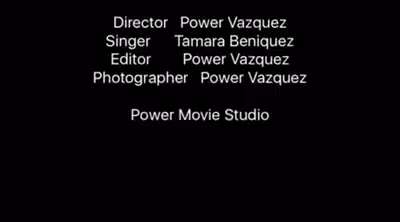 Director Power Vazquez
Singer Tamara Beniquez
Editor Power Vazquez
Photographer Power Vazquez
Power Movie Studio